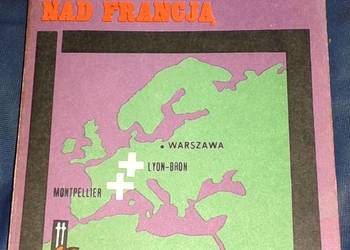 NAD FRANCJĄ
WARSZAWA
LYON-BRON
MONTPELLIER